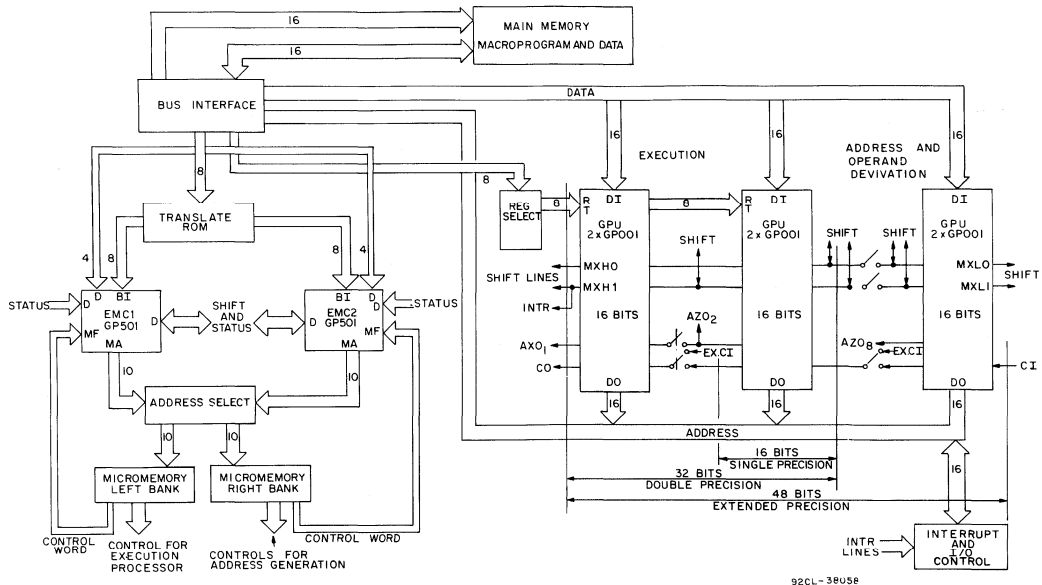 16
MAIN MEMORY
MACROPROGRAM AND DATA
16
BUS INTERFACE
DATA
16
16
16
EXECUTION
ADDRESS AND
OPERAND
DEVIVATION
8
8
TRANSLATE
ROM
REG
SELECT
8
R
T
DI
GPU
2xGP001
8
R
T
DI
GPU
2xGP001
DI
GPU
2xGP001
4
8
8
4
SHIFT
SHIFT
SHIFT
MXH0
SHIFT LINES
MXH1
INTR
MXL0
SHIFT
MXL1
STATUS
D
D
BI
EMC1
GP501
D
MF
MA
SHIFT
AND
STATUS
D
BI
D
D
EMC2
GP501
MF
MA
STATUS
16 BITS
16 BITS
16 BITS
AZO2
AXO1
CO
EX.CI
AZO8
EXCI
CI
10
10
ADDRESS SELECT
DO
DO
DO
16
16
16
ADDRESS
10
10
MICROMEMORY
LEFT BANK
MICROMEMORY
RIGHT BANK
16 BITS
SINGLE PRECISION
32 BITS
DOUBLE PRECISION
48 BITS
EXTENDED PRECISION
16
CONTROL
WORD
CONTROL FOR
EXECUTION
PROCESSOR
CONTROL WORD
CONTROLS FOR
ADDRESS GENERATION
INTR
LINES
INTERRUPT
AND
I/O
CONTROL
92CL-38058